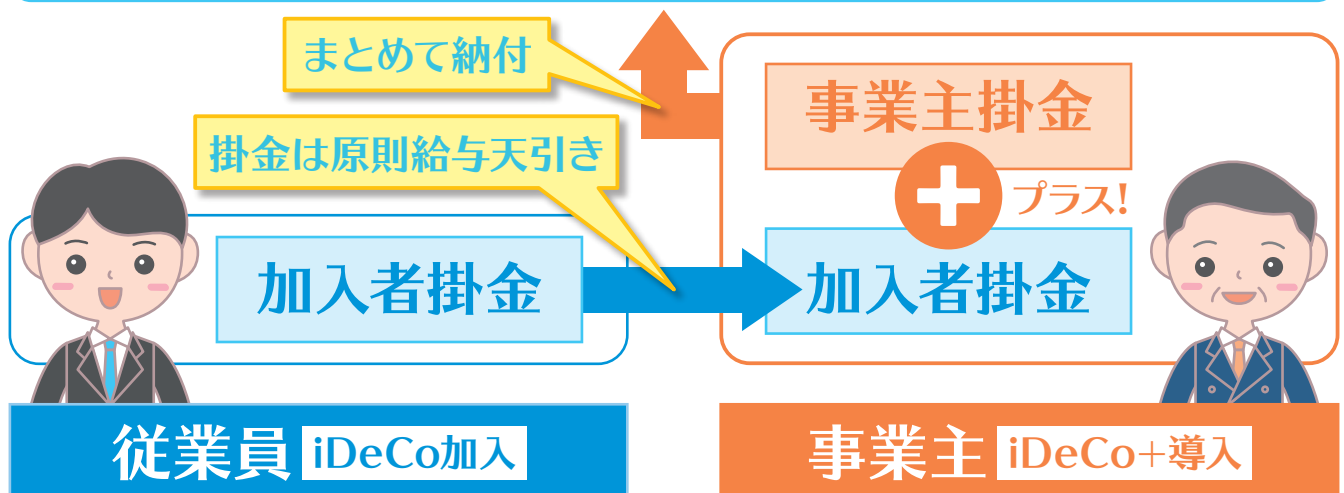 まとめて納付
掛金は原則給与天引き
事業主掛金
プラス!
加入者掛金
加入者掛金
従業員 iDeCo加入
事業主 iDeCo+導入